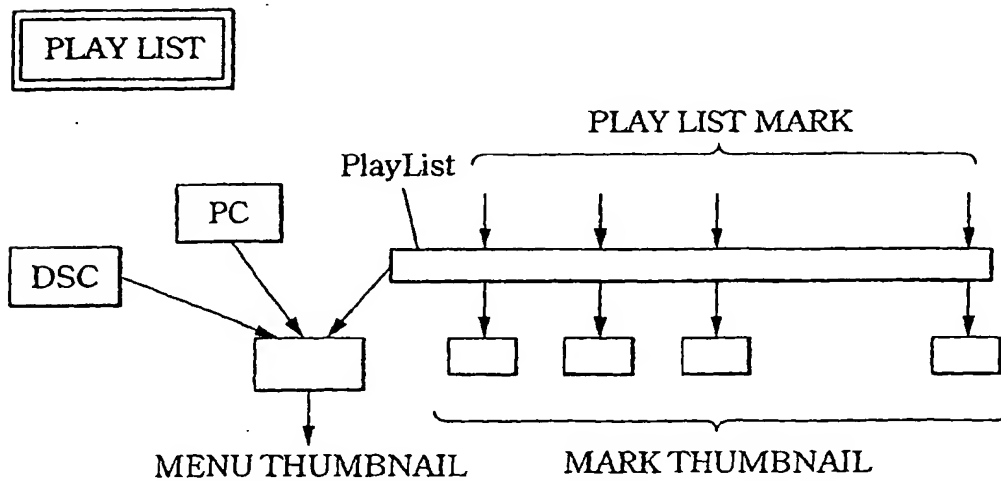 PLAY LIST
PLAY LIST MARK
PlayList
PC
DSC
MENU THUMBNAIL
MARK THUMBNAIL